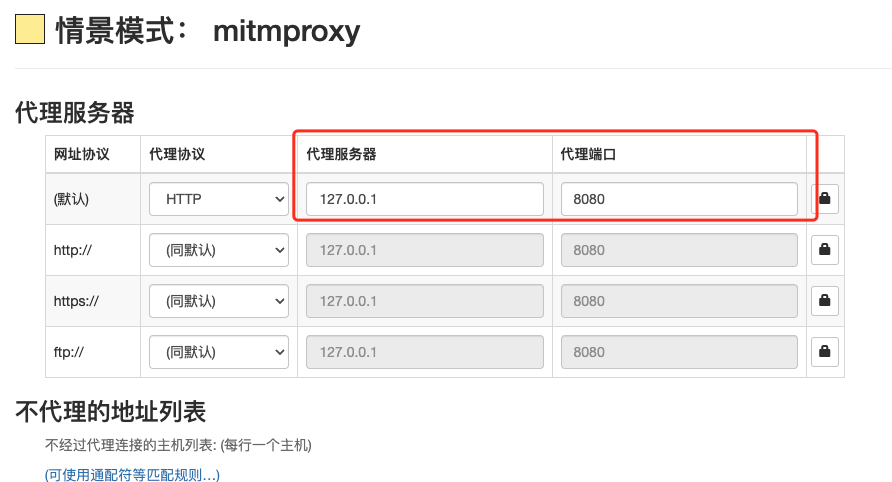 情景模式： mitmproxy
代理服务器
网址协议 代理协议 代理服务器 代理端口
(默认) HTTP 127.0.0.1 8080
http:// (同默认) 127.0.0.1 8080
https:// (同默认) 127.0.0.1 8080
ftp:// (同默认) 127.0.0.1 8080
不代理的地址列表
不经过代理连接的主机列表: (每行一个主机)
(可使用通配符等匹配规则...)